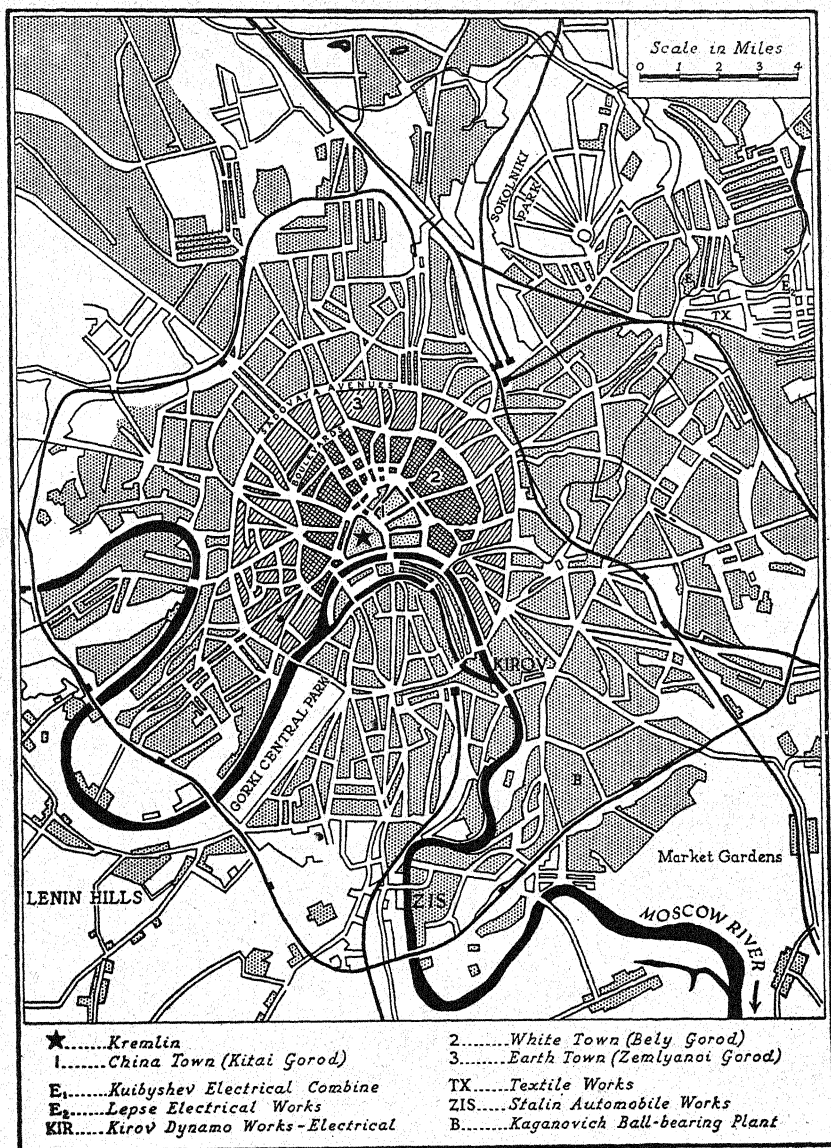 Scale in Miles
0 1 2 3 4
SOKOLNIKI
PARK
E
E
TX
SADOVAYA AVENUES
3
BOULEVARDS
2
1
KIROV
GORKI CENTRAL PARK
B
Market Gardens
LENIN HILLS
ZIS
MOSCOW RIVER
★.......Kremlin
1.......China Town (Kitai Gorod)
E₁.......Kuibyshev Electrical Combine
E₂.......Lepse Electrical Works
KIR.....Kirov Dynamo Works-Electrical
2........White Town (Bely Gorod)
3........Earth Town (Zemlyanoi Gorod)
TX.....Textile Works
ZIS.....Stalin Automobile Works
B.......Kaganovich Ball-bearing Plant